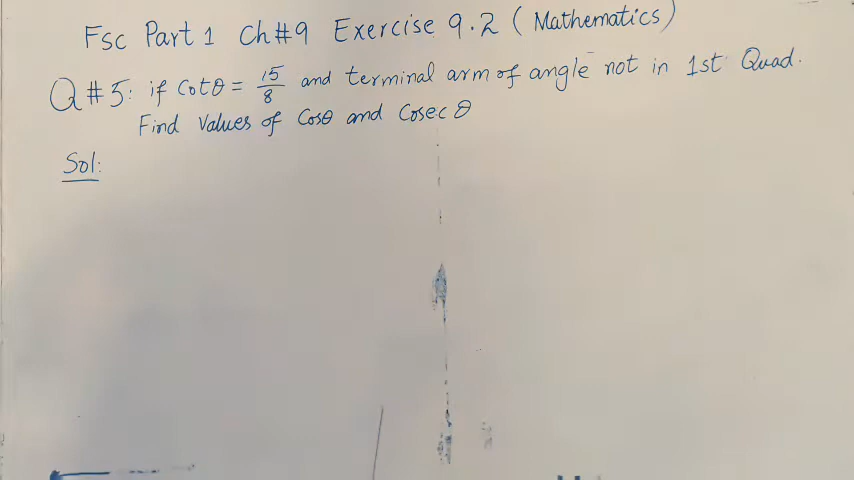 Fsc Part 1 Ch#9 Exercise 9.2 (Mathematics)
Q#5: if Cotθ = 15/8 and terminal arm of angle not in 1st Quad.
Find Values of Cosθ and Cosec θ
Sol: